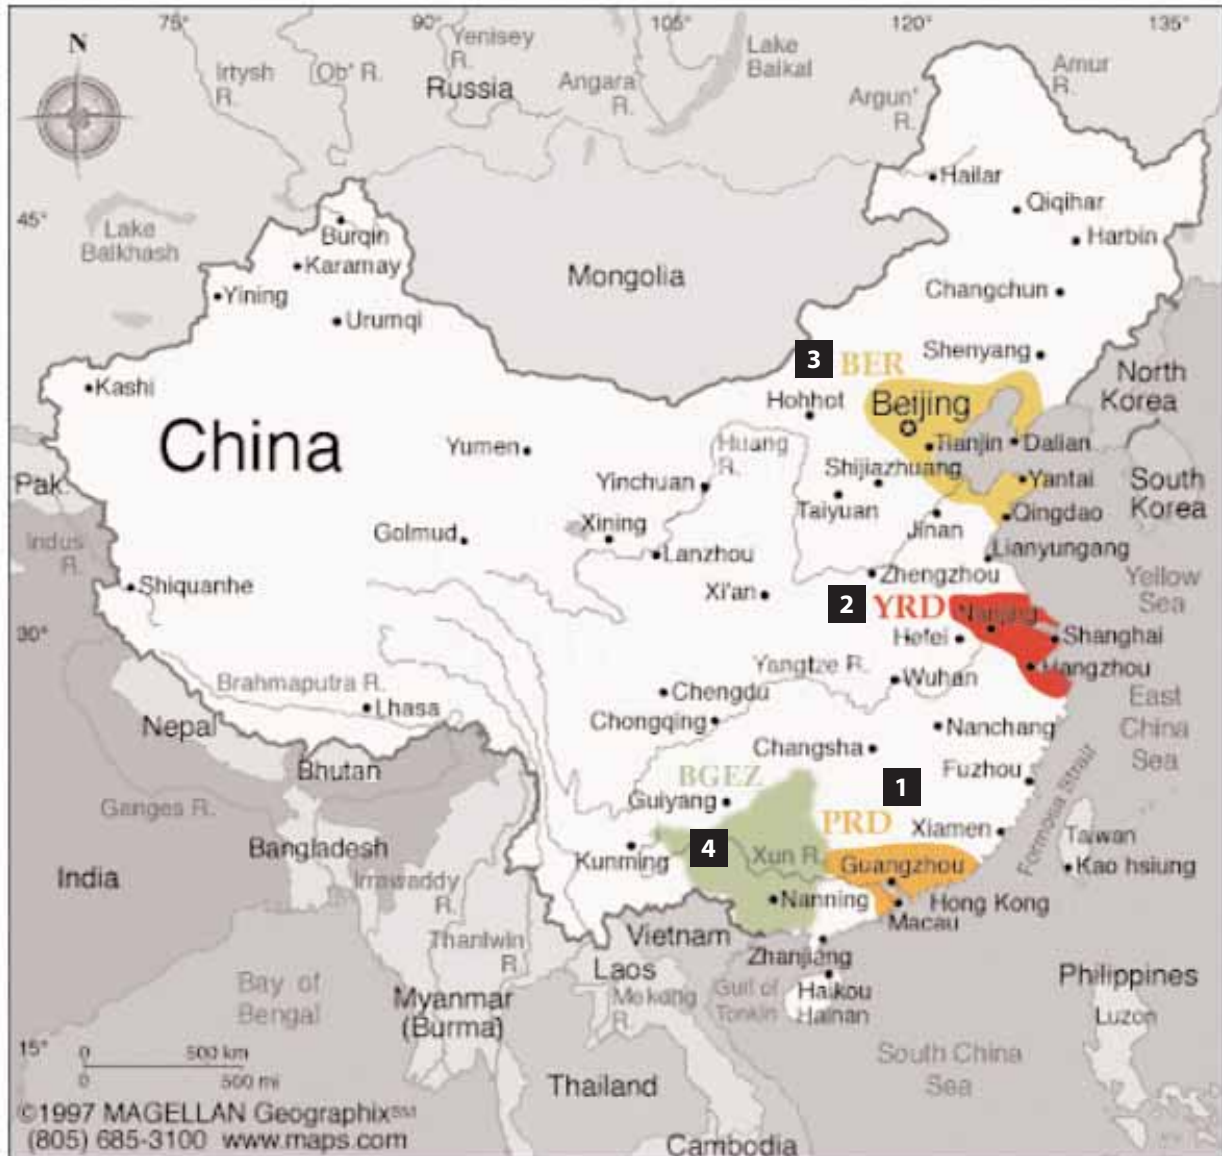 75°
90°
105°
120°
135°
N
Irtysh
R.
Ob' R.
Yenisey
R.
Russia
Angara
R.
Lake
Baikal
Argun'
R.
Amur
R.
45°
Lake
Balkhash
Burqin
Karamay
Yining
Urumqi
Mongolia
Hailar
Qiqihar
Harbin
Changchun
Shenyang
3 BER
North
Korea
Kashi
China
Hohhot
Beijing
Yumen
Huang
R.
Tianjin
Dalian
Pak.
Yinchuan
Shijiazhuang
Yantai
South
Korea
Taiyuan
Golmud
Xining
Jinan
Qingdao
Indus
R.
Lanzhou
Lianyungang
Shiquanhe
Xi'an
Zhengzhou
Yellow
Sea
2 YRD
Nanjing
30°
Hefei
Shanghai
Yangtze R.
Wuhan
Hangzhou
Brahmaputra R.
Lhasa
Chengdu
East
China
Sea
Nepal
Chongqing
Nanchang
Changsha
Bhutan
BGEZ
Fuzhou
Ganges R.
Guiyang
1
PRD
Xiamen
Formosa Strait
Taiwan
Bangladesh
Kunming
4
Xun R.
Guangzhou
Kao hsiung
India
Irrawaddy
R.
Nanning
Hong Kong
Macau
Thanlwin
R.
Vietnam
Zhanjiang
Laos
Bay of
Bengal
Myanmar
(Burma)
Mekong
R.
Gulf of
Tonkin
Haikou
Hainan
Philippines
Luzon
15°
0 500 km
0 500 mi
South China
Sea
Thailand
©1997 MAGELLAN Geographix℠
(805) 685-3100 www.maps.com
Cambodia